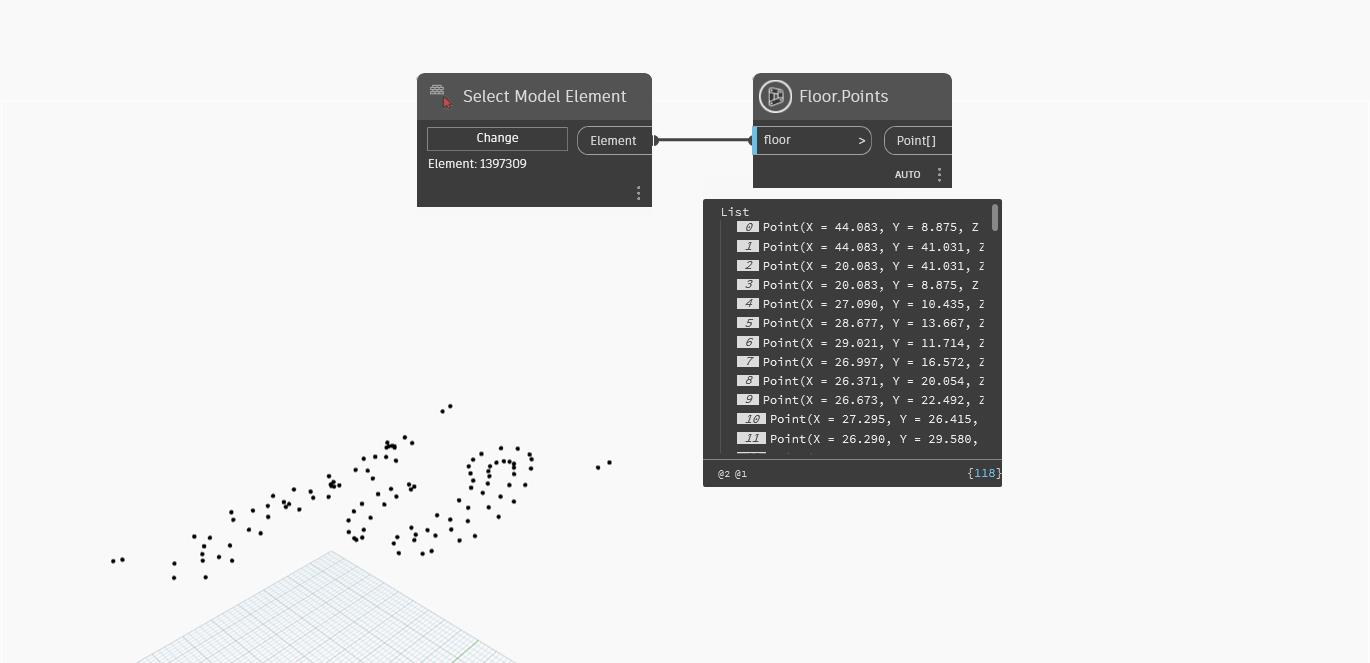 Select Model Element
Change
Element
Element: 1397309
Floor.Points
floor
>
Point[]
AUTO
List
0 Point(X = 44.083, Y = 8.875, Z
1 Point(X = 44.083, Y = 41.031, Z
2 Point(X = 20.083, Y = 41.031, Z
3 Point(X = 20.083, Y = 8.875, Z
4 Point(X = 27.090, Y = 10.435, Z
5 Point(X = 28.677, Y = 13.667, Z
6 Point(X = 29.021, Y = 11.714, Z
7 Point(X = 26.997, Y = 16.572, Z
8 Point(X = 26.371, Y = 20.054, Z
9 Point(X = 26.673, Y = 22.492, Z
10 Point(X = 27.295, Y = 26.415,
11 Point(X = 26.290, Y = 29.580,
@2 @1
{118}